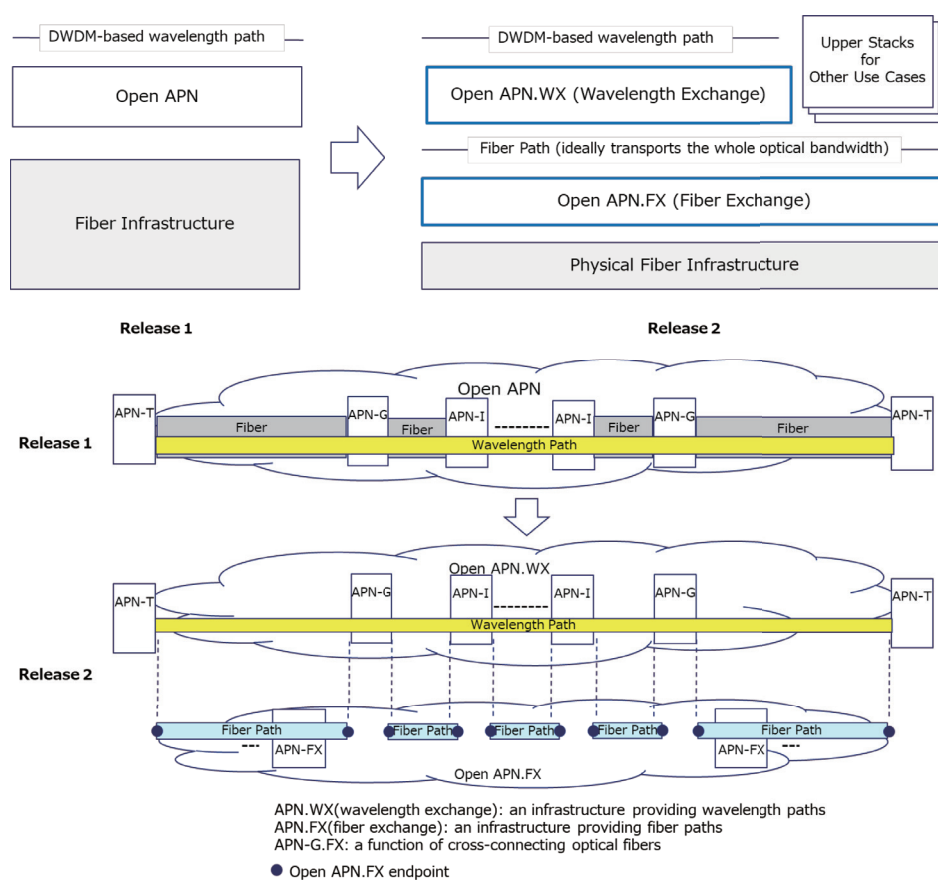 DWDM-based wavelength path
Open APN
Fiber Infrastructure
Release 1
DWDM-based wavelength path
Open APN.WX (Wavelength Exchange)
Upper Stacks
for
Other Use Cases
Fiber Path (ideally transports the whole optical bandwidth)
Open APN.FX (Fiber Exchange)
Physical Fiber Infrastructure
Release 2
Release 1
Open APN
APN-T
APN-G
APN-I
APN-I
APN-G
APN-T
Fiber
Fiber
Fiber
Fiber
Wavelength Path
Release 2
Open APN.WX
APN-T
APN-G
APN-I
APN-I
APN-G
APN-T
Wavelength Path
Fiber Path
Fiber Path
Fiber Path
Fiber Path
Fiber Path
APN-FX
APN-FX
Open APN.FX
APN.WX(wavelength exchange): an infrastructure providing wavelength paths
APN.FX(fiber exchange): an infrastructure providing fiber paths
APN-G.FX: a function of cross-connecting optical fibers
Open APN.FX endpoint